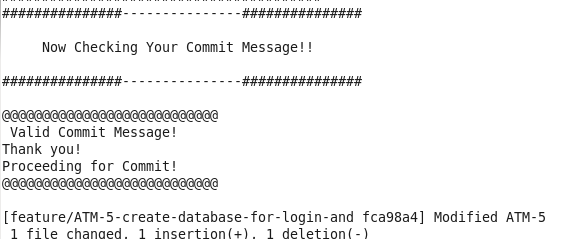 ###############---------------###############
Now Checking Your Commit Message!!
###############---------------###############
@@@@@@@@@@@@@@@@@@@@@@@@@@@
Valid Commit Message!
Thank you!
Proceeding for Commit!
@@@@@@@@@@@@@@@@@@@@@@@@@@@
[feature/ATM-5-create-database-for-login-and fca98a4] Modified ATM-5
1 file changed, 1 insertion(+), 1 deletion(-)